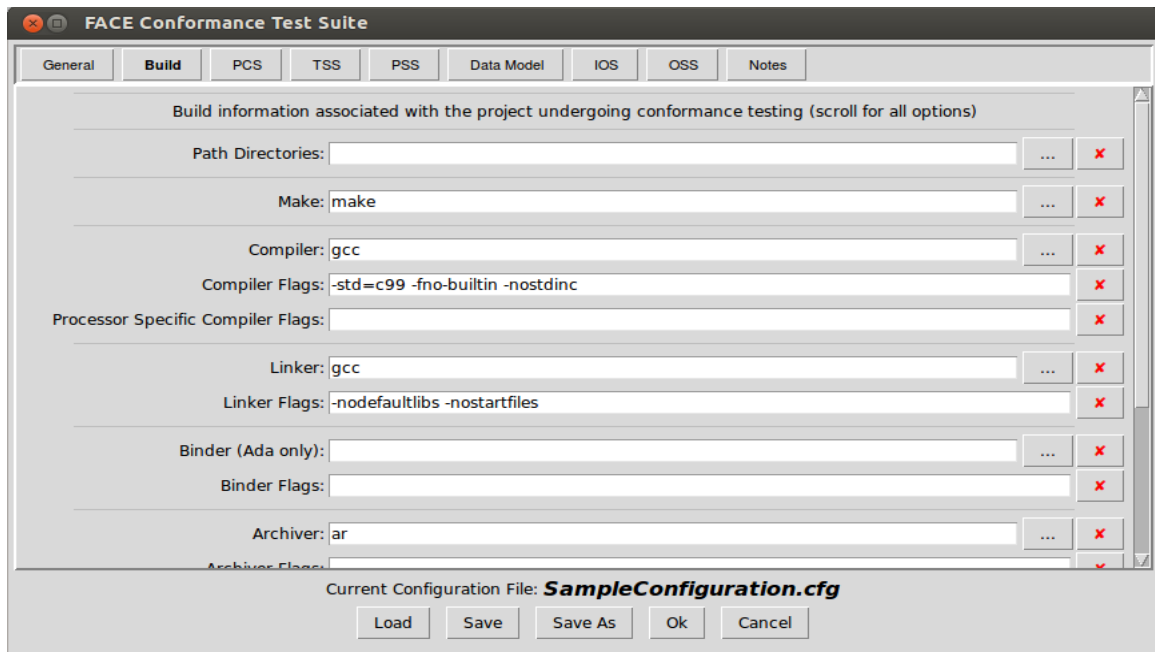 FACE Conformance Test Suite
General Build PCS TSS PSS Data Model IOS OSS Notes
Build information associated with the project undergoing conformance testing (scroll for all options)
Path Directories: ... ✘
Make: make ... ✘
Compiler: gcc ... ✘
Compiler Flags: -std=c99 -fno-builtin -nostdinc ✘
Processor Specific Compiler Flags: ✘
Linker: gcc ... ✘
Linker Flags: -nodefaultlibs -nostartfiles ✘
Binder (Ada only): ... ✘
Binder Flags: ✘
Archiver: ar ... ✘
Archiver Flags: ✘
Current Configuration File: SampleConfiguration.cfg
Load Save Save As Ok Cancel